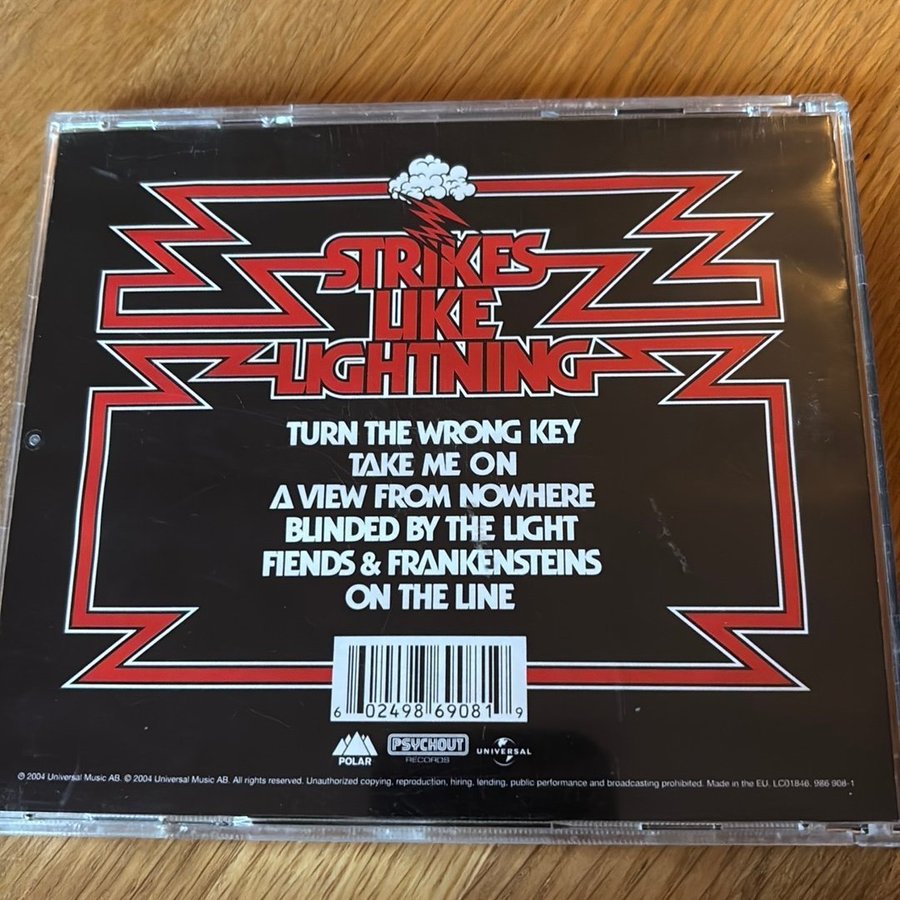 STRIKES
LIKE
LIGHTNING
TURN THE WRONG KEY
TAKE ME ON
A VIEW FROM NOWHERE
BLINDED BY THE LIGHT
FIENDS & FRANKENSTEINS
ON THE LINE
6 02498 69081 9
POLAR
PSYCHOUT
RECORDS
UNIVERSAL
℗ 2004 Universal Music AB. © 2004 Universal Music AB. All rights reserved. Unauthorized copying, reproduction, hiring, lending, public performance and broadcasting prohibited. Made in the EU. LC01846. 986 908-1